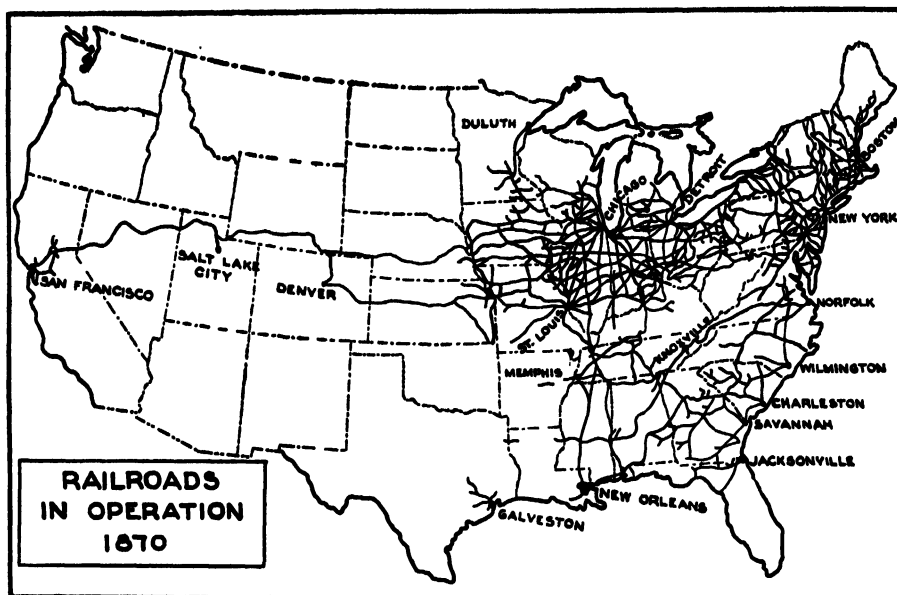 DULUTH
BOSTON
DETROIT
CHICAGO
NEW YORK
SALT LAKE
CITY
SAN FRANCISCO
DENVER
NORFOLK
ST. LOUIS
KNOXVILLE
MEMPHIS
WILMINGTON
CHARLESTON
SAVANNAH
JACKSONVILLE
NEW ORLEANS
GALVESTON
RAILROADS
IN OPERATION
1870